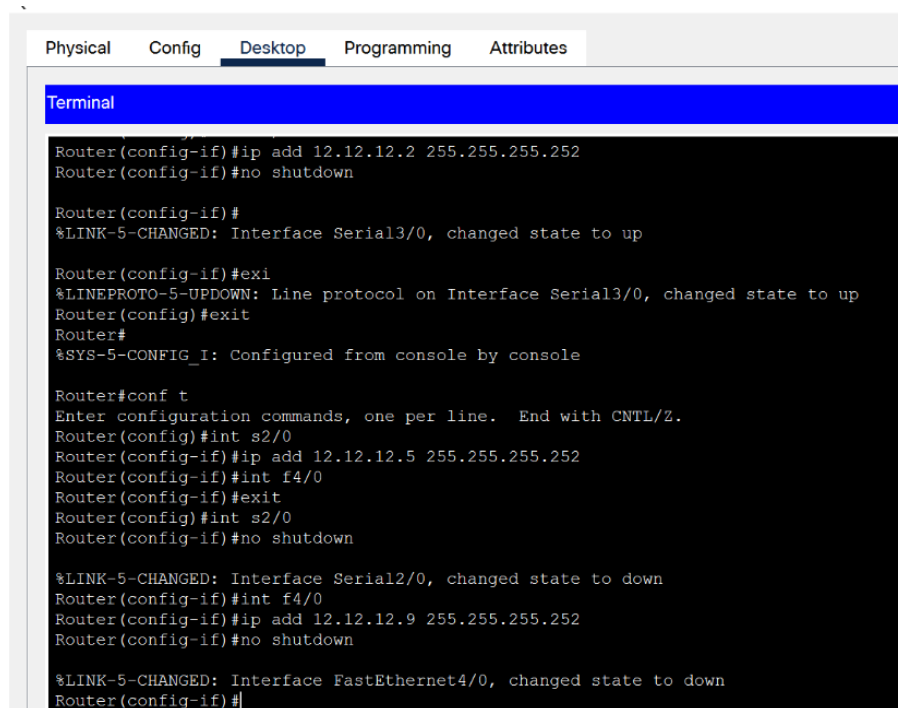 Physical Config Desktop Programming Attributes
Terminal
Router(config-if)#ip add 12.12.12.2 255.255.255.252
Router(config-if)#no shutdown
Router(config-if)#
%LINK-5-CHANGED: Interface Serial3/0, changed state to up
Router(config-if)#exi
%LINEPROTO-5-UPDOWN: Line protocol on Interface Serial3/0, changed state to up
Router(config)#exit
Router#
%SYS-5-CONFIG_I: Configured from console by console
Router#conf t
Enter configuration commands, one per line.  End with CNTL/Z.
Router(config)#int s2/0
Router(config-if)#ip add 12.12.12.5 255.255.255.252
Router(config-if)#int f4/0
Router(config-if)#exit
Router(config)#int s2/0
Router(config-if)#no shutdown
%LINK-5-CHANGED: Interface Serial2/0, changed state to down
Router(config-if)#int f4/0
Router(config-if)#ip add 12.12.12.9 255.255.255.252
Router(config-if)#no shutdown
%LINK-5-CHANGED: Interface FastEthernet4/0, changed state to down
Router(config-if)#